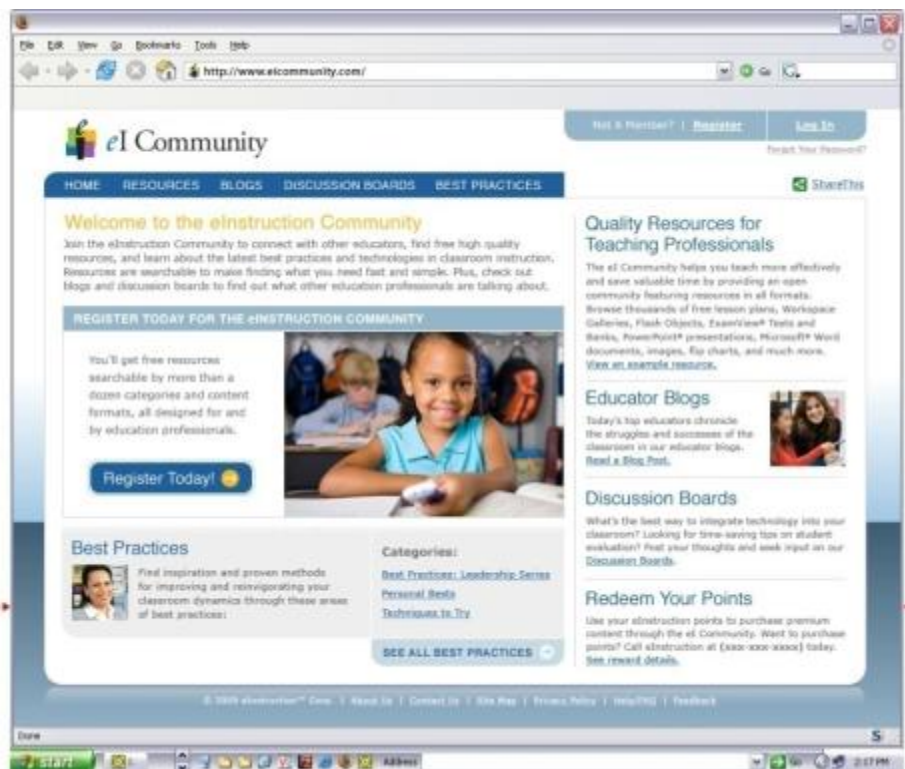 File Edit View Go Bookmarks Tools Help
http://www.eicommunity.com/
Go
eI Community
Not a Member? | Register
Log In
Forgot Your Password?
HOME RESOURCES BLOGS DISCUSSION BOARDS BEST PRACTICES
ShareThis
Welcome to the eInstruction Community
Join the eInstruction Community to connect with other educators, find free high quality
resources, and learn about the latest best practices and technologies in classroom instruction.
Resources are searchable to make finding what you need fast and simple. Plus, check out
blogs and discussion boards to find out what other education professionals are talking about.
REGISTER TODAY FOR THE eINSTRUCTION COMMUNITY
You'll get free resources
searchable by more than a
dozen categories and content
formats, all designed for and
by education professionals.
Register Today!
Best Practices
Find inspiration and proven methods
for improving and reinvigorating your
classroom dynamics through these areas
of best practices:
Categories:
Best Practices: Leadership Series
Personal Bests
Techniques to Try
SEE ALL BEST PRACTICES
Quality Resources for
Teaching Professionals
The eI Community helps you teach more effectively
and save valuable time by providing an open
community featuring resources in all formats.
Browse thousands of free lesson plans, Workspace
Galleries, Flash Objects, ExamView® Tests and
Banks, PowerPoint® presentations, Microsoft® Word
documents, images, flip charts, and much more.
View an example resource.
Educator Blogs
Today's top educators chronicle
the struggles and successes of the
classroom in our educator blogs.
Read a Blog Post.
Discussion Boards
What's the best way to integrate technology into your
classroom? Looking for time-saving tips on student
evaluation? Post your thoughts and seek input on our
Discussion Boards.
Redeem Your Points
Use your eInstruction points to purchase premium
content through the eI Community. Want to purchase
points? Call eInstruction at (xxx-xxx-xxxx) today.
See reward details.
© 2009 eInstruction™ Corp. | About Us | Contact Us | Site Map | Privacy Policy | Help/FAQ | Feedback
Done
start
Address
Go
2:17 PM